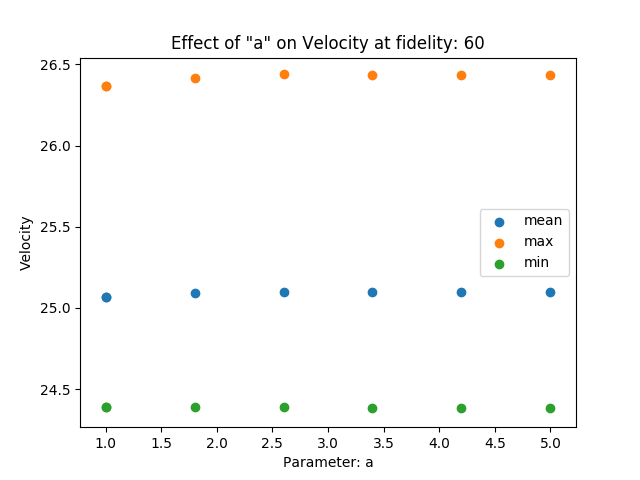 Effect of "a" on Velocity at fidelity: 60
26.5
26.0
25.5
25.0
24.5
Velocity
mean
max
min
1.0 1.5 2.0 2.5 3.0 3.5 4.0 4.5 5.0
Parameter: a